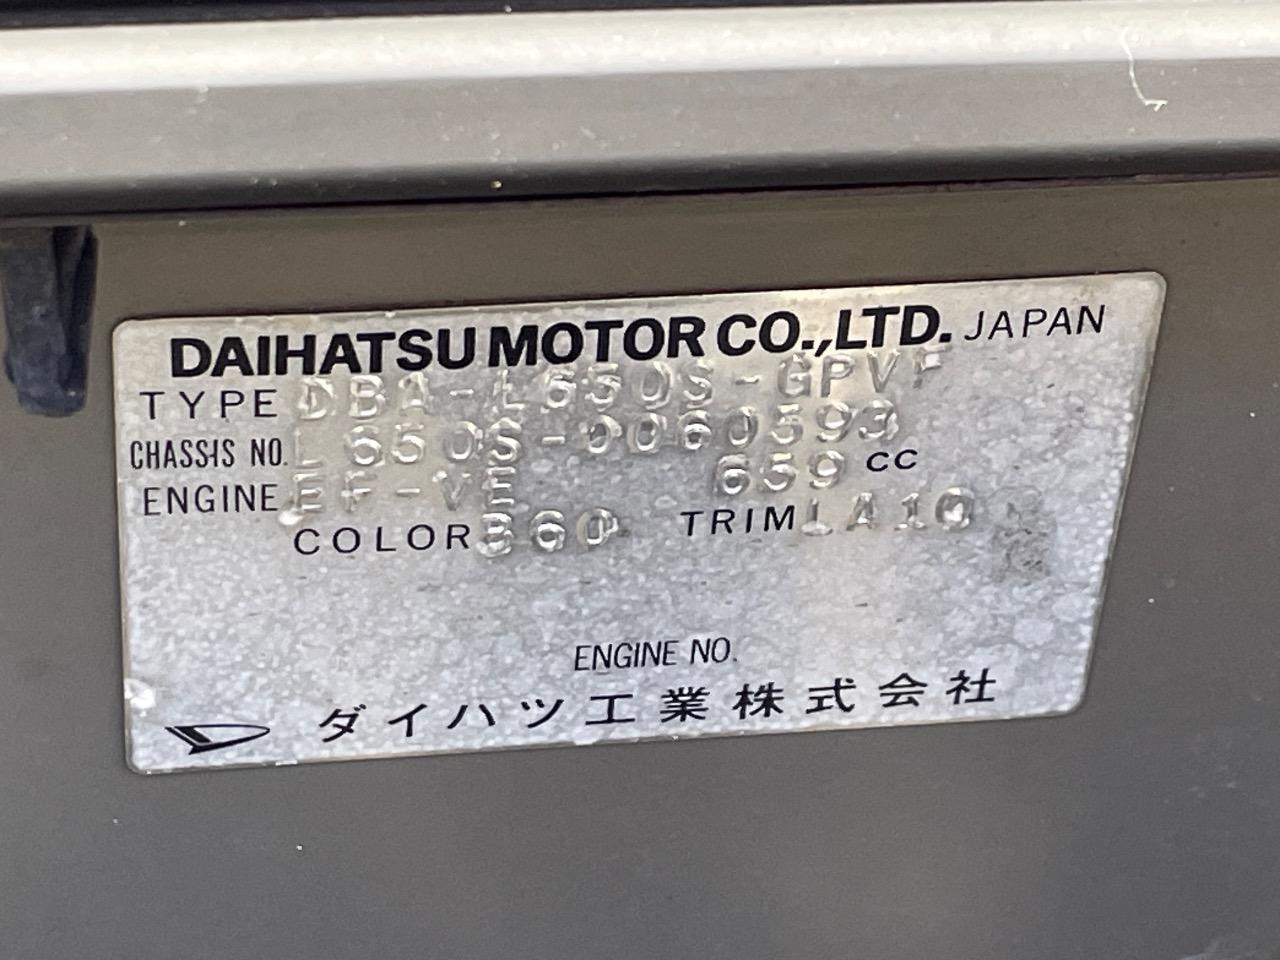 DAIHATSU MOTOR CO.,LTD. JAPAN
TYPE DBA-L650S-GPVF
CHASSIS NO. L650S-0060593
ENGINE EF-VE 659 CC
COLOR TRIM LA10
ENGINE NO.
ダイハツ工業株式会社